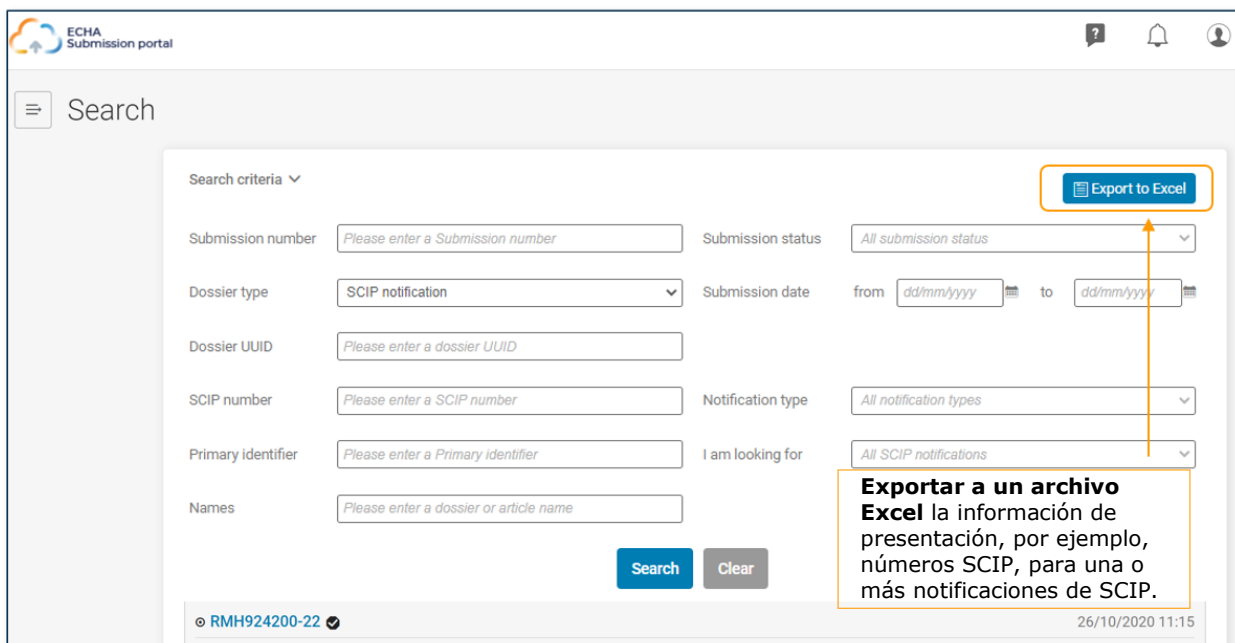 ECHA
Submission portal
Search
Search criteria
Export to Excel
Submission number Please enter a Submission number Submission status All submission status
Dossier type SCIP notification Submission date from dd/mm/yyyy to dd/mm/yyyy
Dossier UUID Please enter a dossier UUID
SCIP number Please enter a SCIP number Notification type All notification types
Primary identifier Please enter a Primary identifier I am looking for All SCIP notifications
Names Please enter a dossier or article name
Exportar a un archivo
Excel la información de
presentación, por ejemplo,
números SCIP, para una o
más notificaciones de SCIP.
Search Clear
RMH924200-22 26/10/2020 11:15